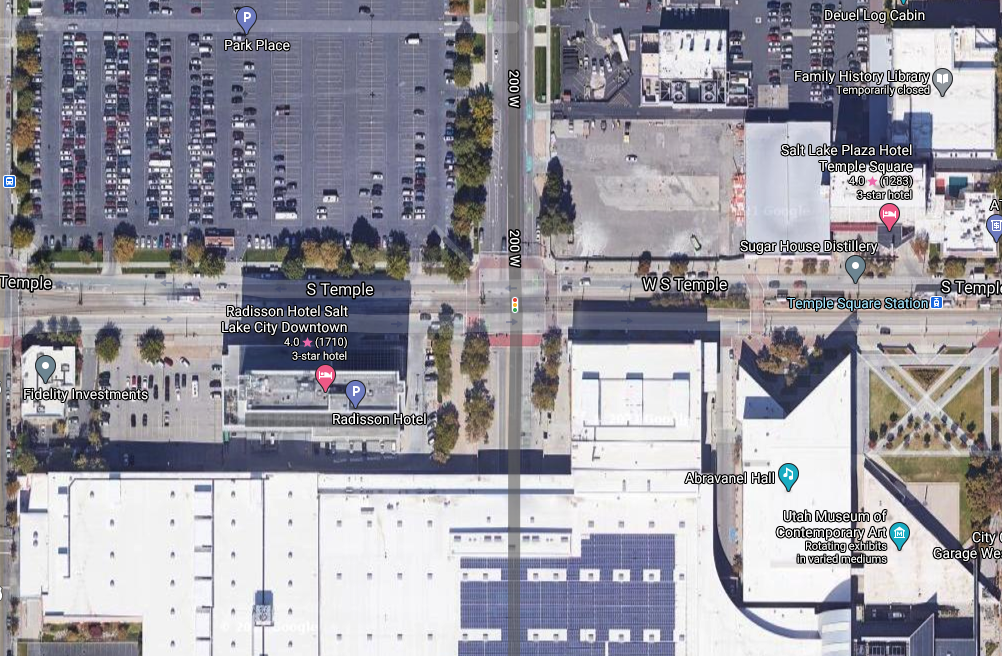 Deuel Log Cabin
P
Park Place
200 W
Family History Library
Temporarily closed
Salt Lake Plaza Hotel
Temple Square
4.0 ★ (1283)
3-star hotel
200 W
Sugar House Distillery
Temple
S Temple
W S Temple
S Temple
Temple Square Station
Radisson Hotel Salt
Lake City Downtown
4.0 ★ (1710)
3-star hotel
Fidelity Investments
P
Radisson Hotel
Abravanel Hall
Utah Museum of
Contemporary Art
Rotating exhibits
in varied mediums
City
Garage We